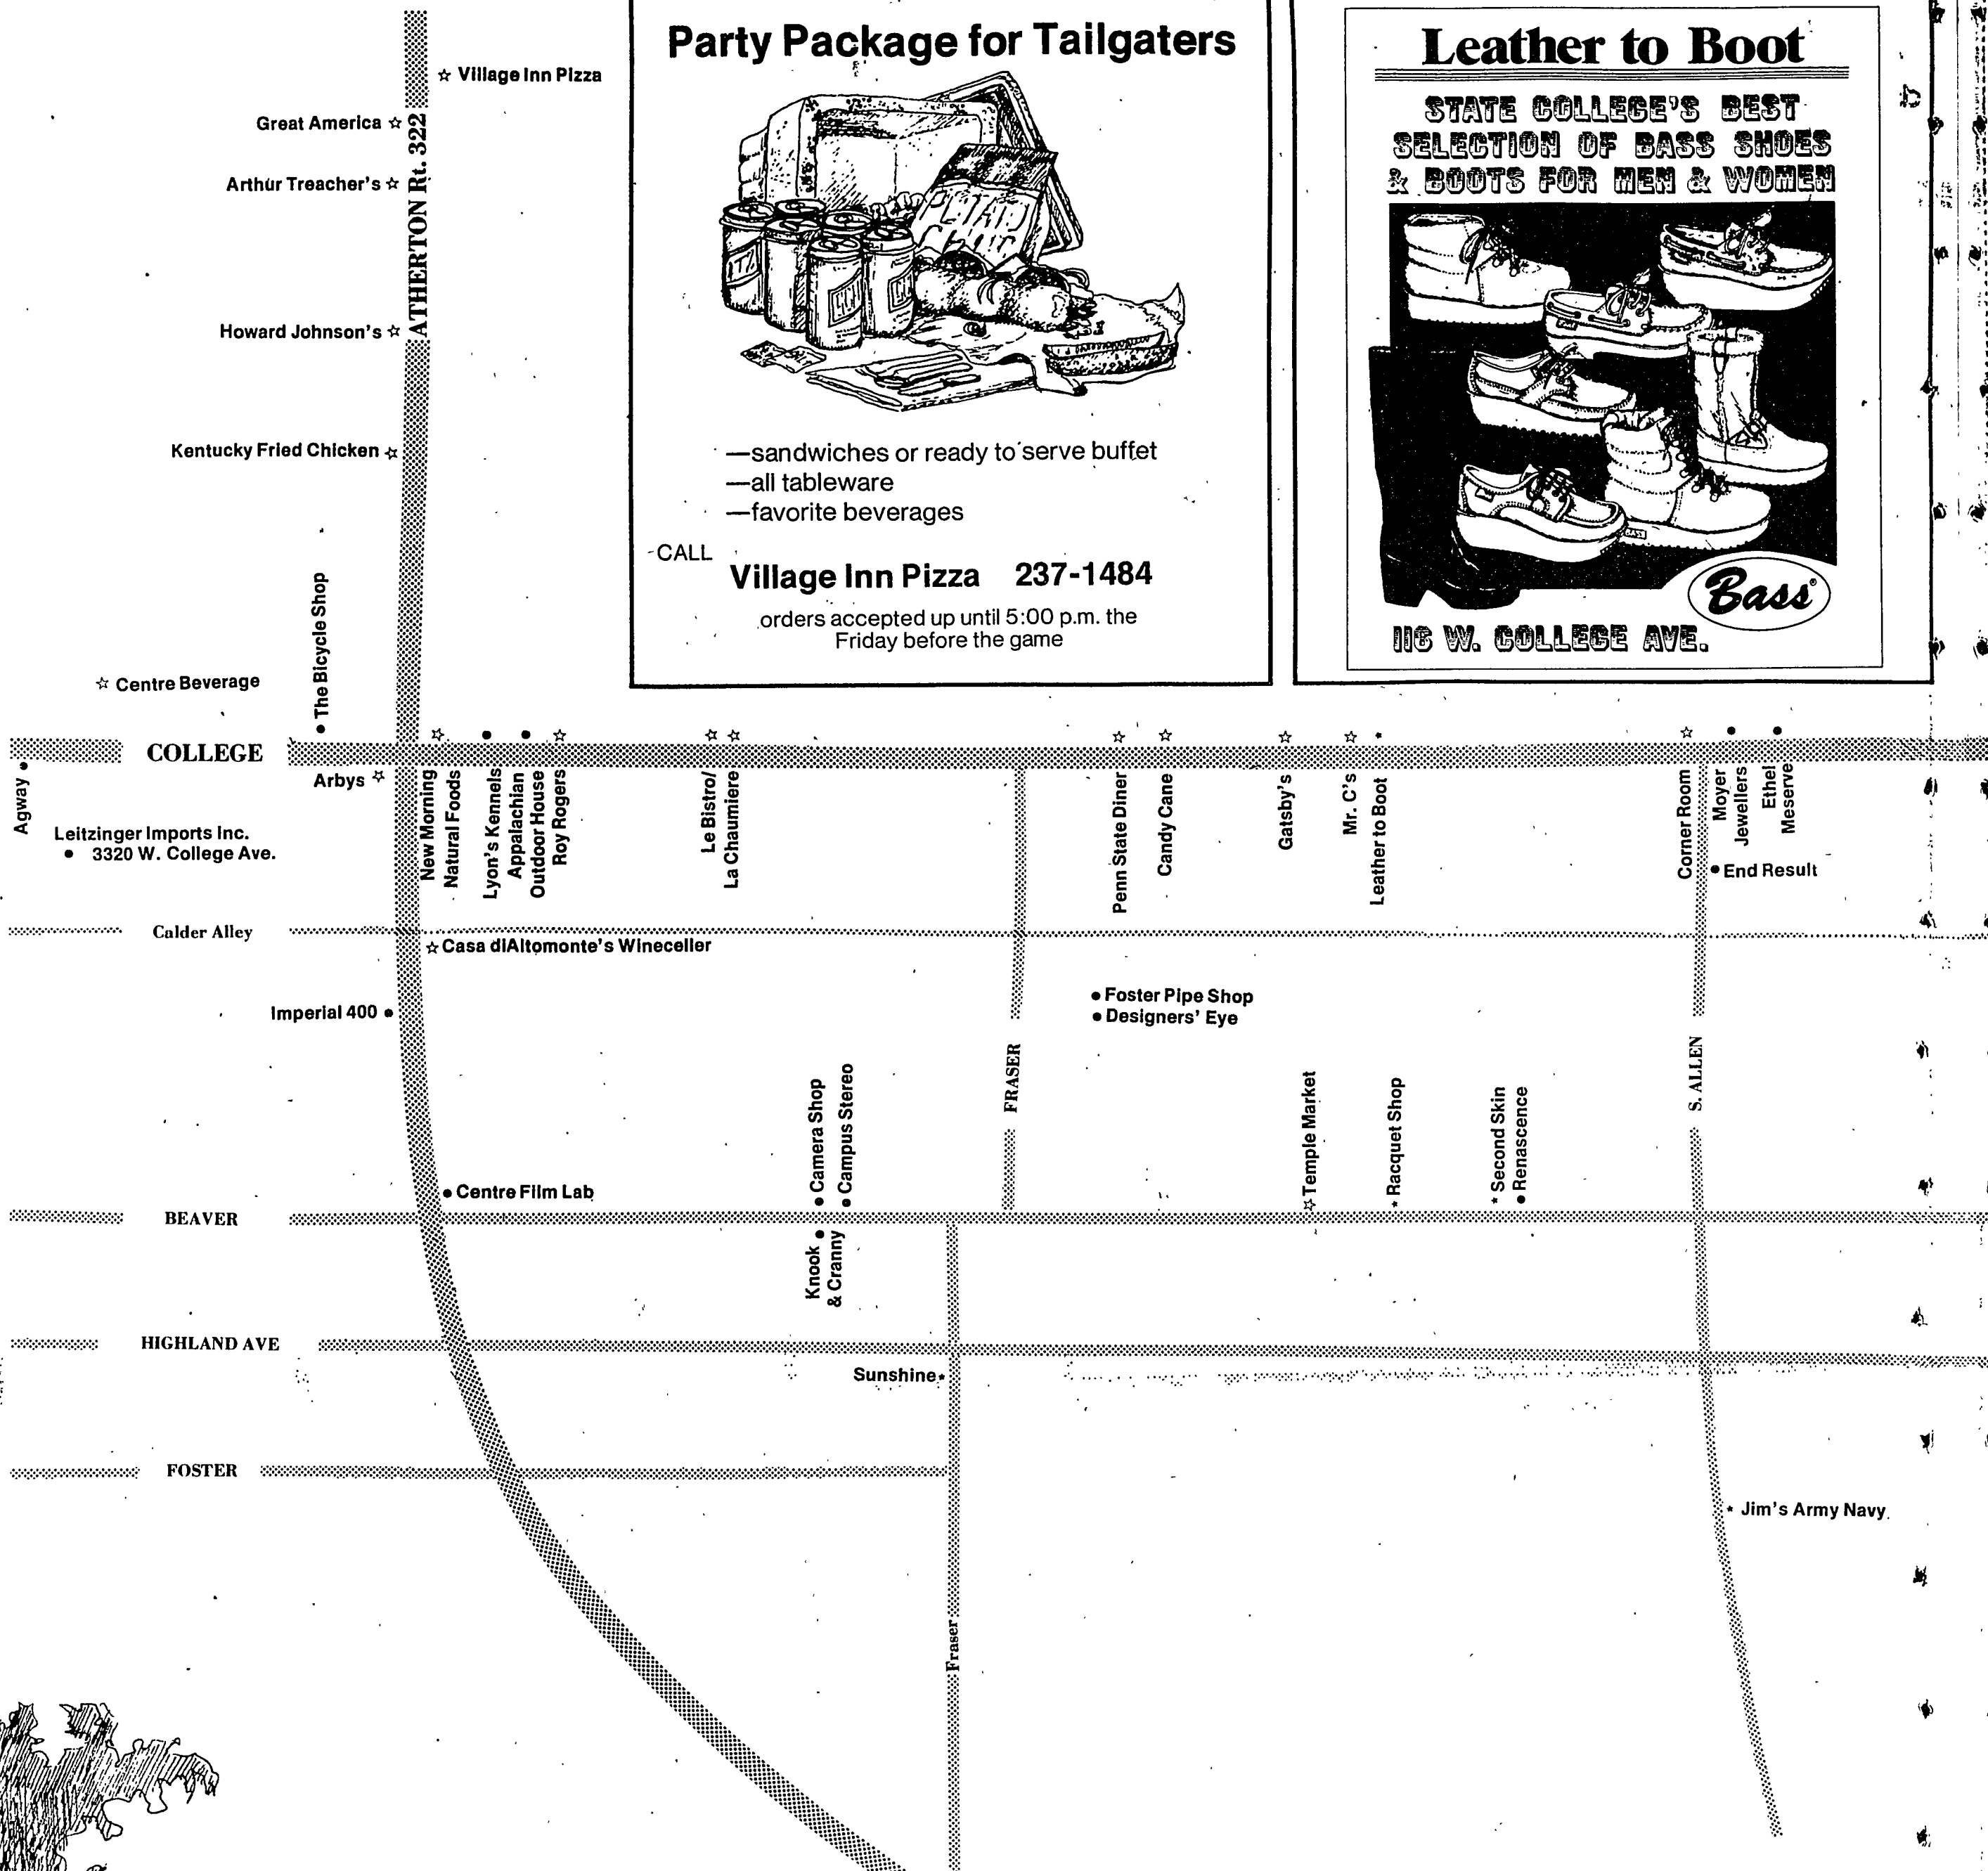 Village Inn Pizza
Great America
Arthur Treacher's
ATHERTON Rt. 322
Howard Johnson's
Kentucky Fried Chicken
The Bicycle Shop
Centre Beverage
Party Package for Tailgaters
—sandwiches or ready to serve buffet
—all tableware
—favorite beverages
CALL
Village Inn Pizza 237-1484
orders accepted up until 5:00 p.m. the
Friday before the game
Leather to Boot
STATE COLLEGE'S BEST
SELECTION OF BASS SHOES
& BOOTS FOR MEN & WOMEN
Bass®
116 W. COLLEGE AVE.
COLLEGE
Agway
Arbys
Leitzinger Imports Inc.
3320 W. College Ave.
New Morning
Natural Foods
Lyon's Kennels
Appalachian
Outdoor House
Roy Rogers
Le Bistro/
La Chaumiere
Penn State Diner
Candy Cane
Gatsby's
Mr. C's
Leather to Boot
Corner Room
Moyer
Jewellers
Ethel
Meserve
End Result
Calder Alley
Casa dlAltomonte's Wineceller
Imperial 400
Foster Pipe Shop
Designers' Eye
FRASER
S. ALLEN
Camera Shop
Campus Stereo
Temple Market
Racquet Shop
Second Skin
Renascence
Centre Film Lab
BEAVER
Knook
& Cranny
HIGHLAND AVE
Sunshine
FOSTER
Jim's Army Navy
Fraser